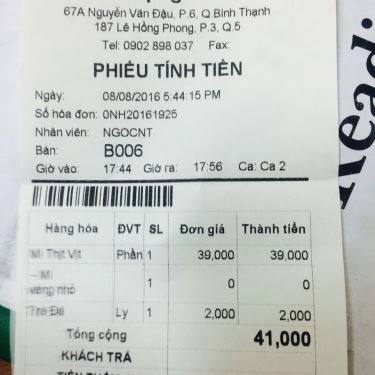 67A Nguyễn Văn Đậu, P.6, Q.Bình Thạnh
187 Lê Hồng Phong, P.3, Q.5
Tel: 0902 898 037 Fax:
PHIẾU TÍNH TIỀN
Ngày: 08/08/2016 5:44:15 PM
Số hóa đơn: 0NH20161925
Nhân viên: NGOCNT
Bàn: B006
Giờ vào: 17:44 Giờ ra: 17:56 Ca: Ca 2
Hàng hóa ĐVT SL Đơn giá Thành tiền
Mì Thịt Vịt Phần 1 39,000 39,000
- Mì 1 0 0
vàng nhỏ
Trà Đá Ly 1 2,000 2,000
Tổng cộng 41,000
KHÁCH TRẢ
Read: